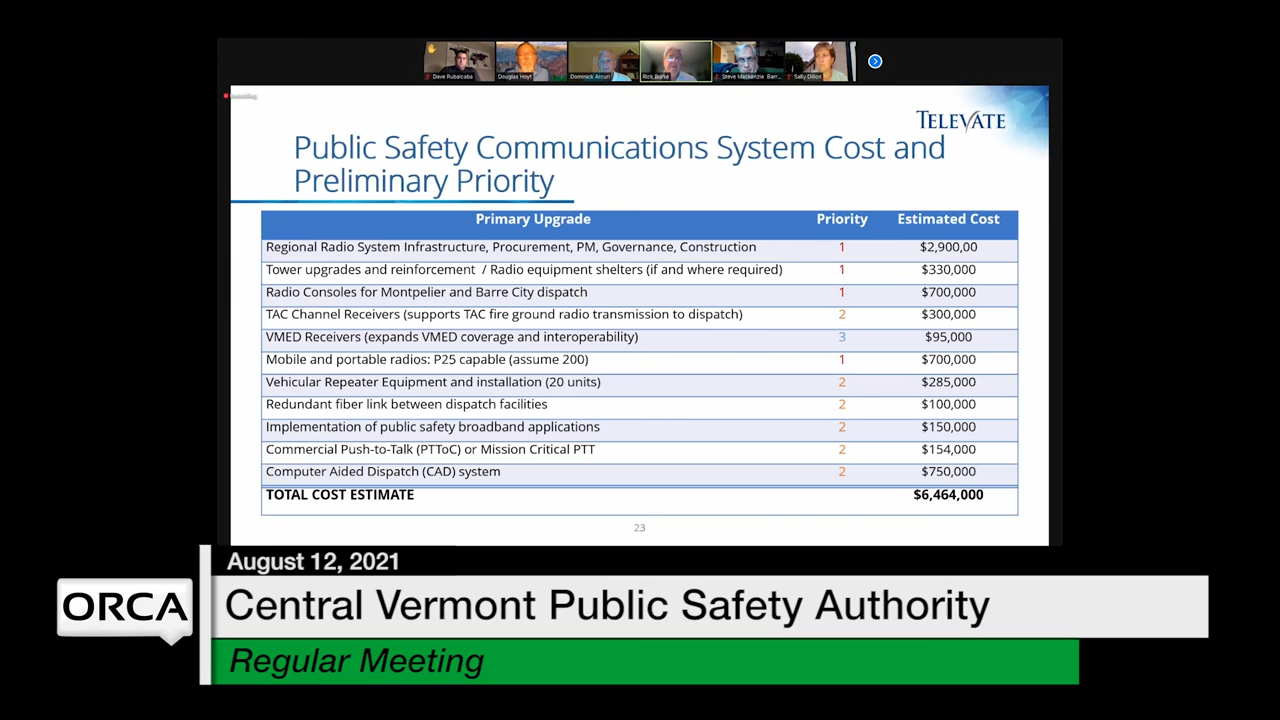 Dave Rubalcaba
Douglas Hoyt
Dominick Arcuri
Rick Burke
Steve Mackenzie Barr...
Sally Dillon
Recording
TELEVATE
Public Safety Communications System Cost and
Preliminary Priority
Primary Upgrade Priority Estimated Cost
Regional Radio System Infrastructure, Procurement, PM, Governance, Construction 1 $2,900,00
Tower upgrades and reinforcement / Radio equipment shelters (if and where required) 1 $330,000
Radio Consoles for Montpelier and Barre City dispatch 1 $700,000
TAC Channel Receivers (supports TAC fire ground radio transmission to dispatch) 2 $300,000
VMED Receivers (expands VMED coverage and interoperability) 3 $95,000
Mobile and portable radios: P25 capable (assume 200) 1 $700,000
Vehicular Repeater Equipment and installation (20 units) 2 $285,000
Redundant fiber link between dispatch facilities 2 $100,000
Implementation of public safety broadband applications 2 $150,000
Commercial Push-to-Talk (PTToC) or Mission Critical PTT 2 $154,000
Computer Aided Dispatch (CAD) system 2 $750,000
TOTAL COST ESTIMATE $6,464,000
23
August 12, 2021
ORCA
Central Vermont Public Safety Authority
Regular Meeting